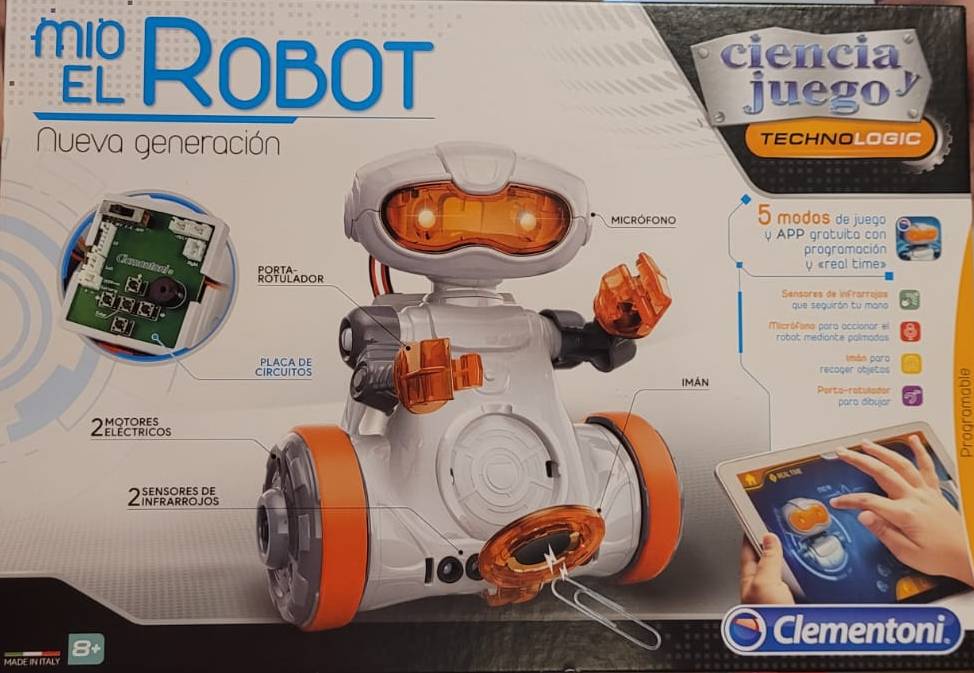 MIO
EL ROBOT
Nueva generación
ciencia
y
juego
TECHNOLOGIC
Clementoni
MICRÓFONO
5 modos de juego
y APP gratuita con
programación
y «real time»
PORTA-
ROTULADOR
Sensores de infrarrojos
que seguirán tu mano
Micrófono para accionar el
robot mediante palmadas
Imán para
recoger objetos
Porta-rotulador
para dibujar
PLACA DE
CIRCUITOS
IMÁN
Programable
2 MOTORES
ELÉCTRICOS
2 SENSORES DE
INFRARROJOS
REAL TIME
Clementoni
MADE IN ITALY
8+